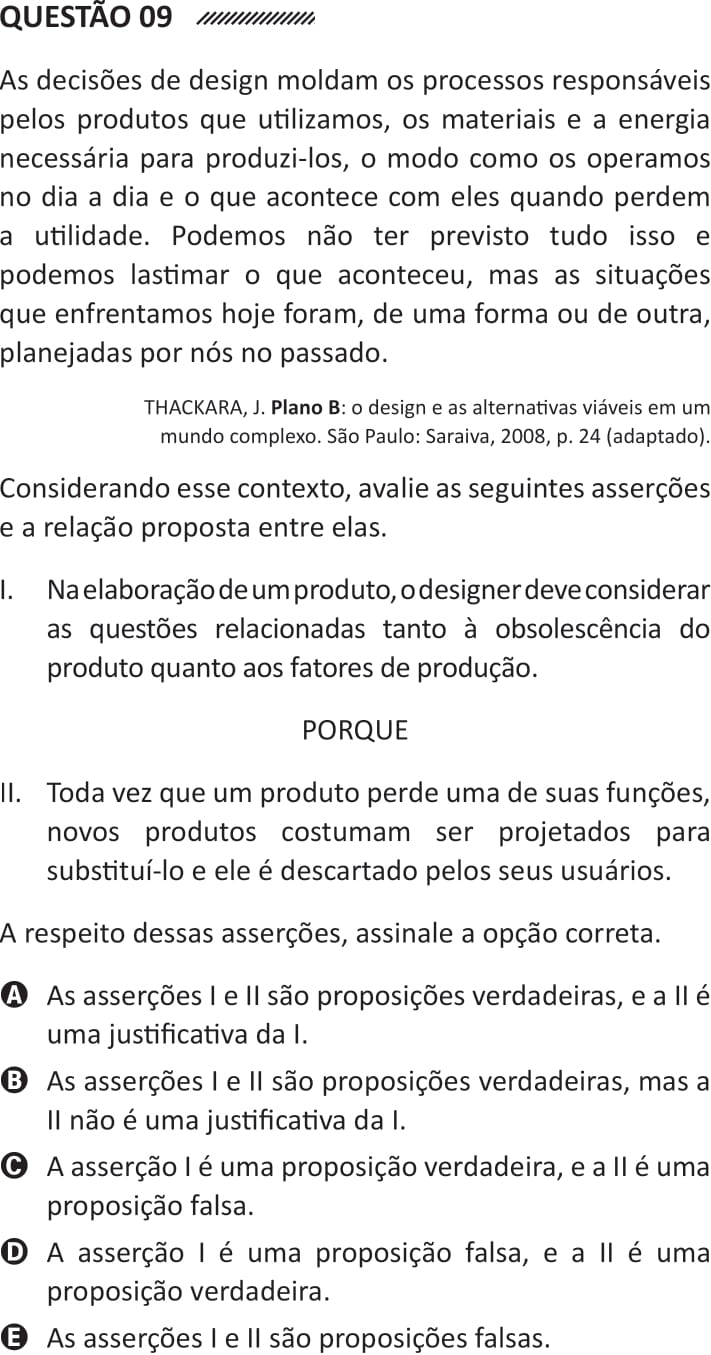 QUESTÃO 09
As decisões de design moldam os processos responsáveis
pelos produtos que utilizamos, os materiais e a energia
necessária para produzi-los, o modo como os operamos
no dia a dia e o que acontece com eles quando perdem
a utilidade. Podemos não ter previsto tudo isso e
podemos lastimar o que aconteceu, mas as situações
que enfrentamos hoje foram, de uma forma ou de outra,
planejadas por nós no passado.
THACKARA, J. Plano B: o design e as alternativas viáveis em um
mundo complexo. São Paulo: Saraiva, 2008, p. 24 (adaptado).
Considerando esse contexto, avalie as seguintes asserções
e a relação proposta entre elas.
I. Na elaboração de um produto, o designer deve considerar
as questões relacionadas tanto à obsolescência do
produto quanto aos fatores de produção.
PORQUE
II. Toda vez que um produto perde uma de suas funções,
novos produtos costumam ser projetados para
substituí-lo e ele é descartado pelos seus usuários.
A respeito dessas asserções, assinale a opção correta.
A As asserções I e II são proposições verdadeiras, e a II é
uma justificativa da I.
B As asserções I e II são proposições verdadeiras, mas a
II não é uma justificativa da I.
C A asserção I é uma proposição verdadeira, e a II é uma
proposição falsa.
D A asserção I é uma proposição falsa, e a II é uma
proposição verdadeira.
E As asserções I e II são proposições falsas.